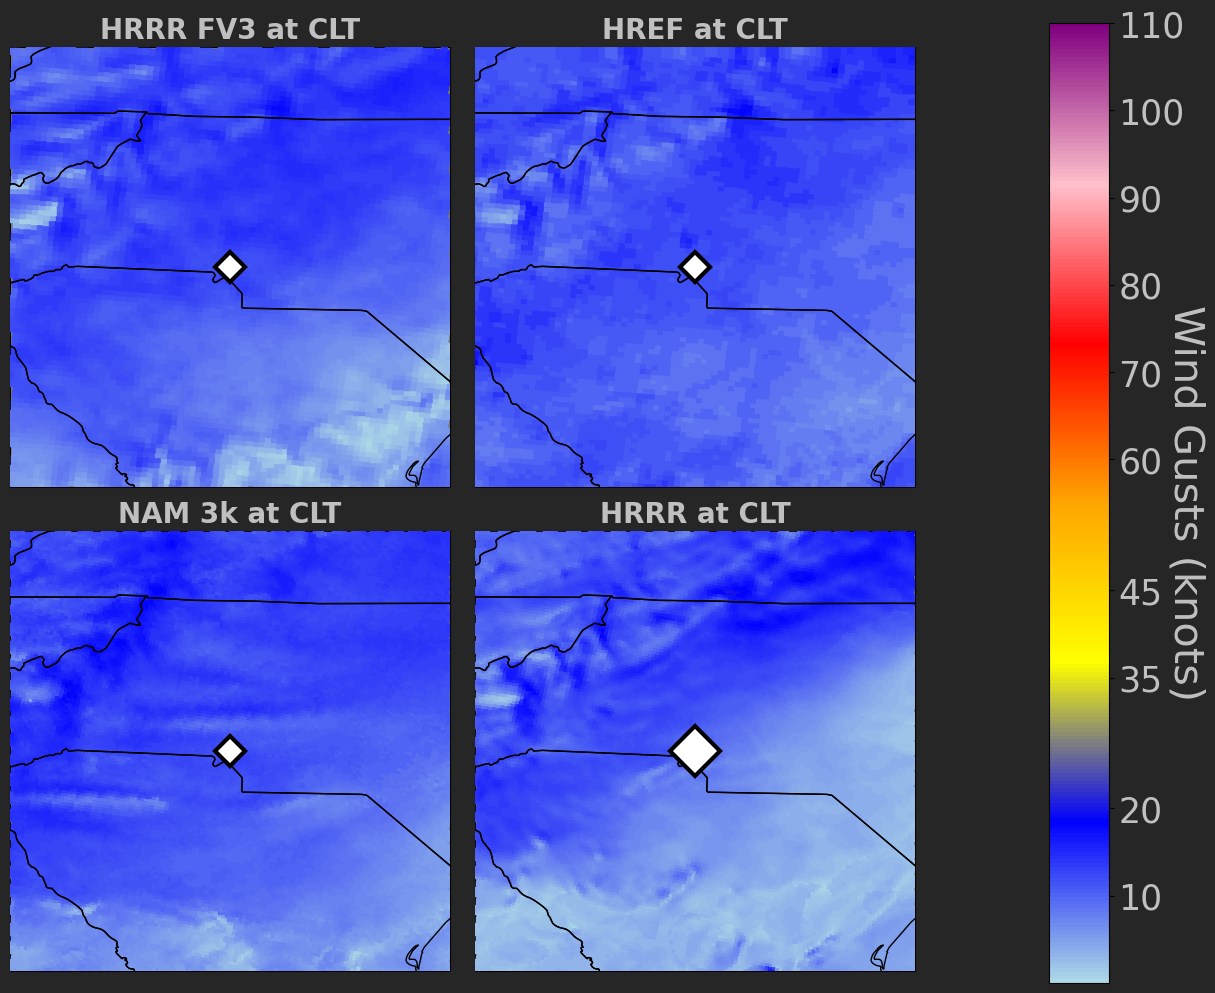 HRRR FV3 at CLT
HREF at CLT
NAM 3k at CLT
HRRR at CLT
110
100
90
80
70
60
45
35
20
10
Wind Gusts (knots)